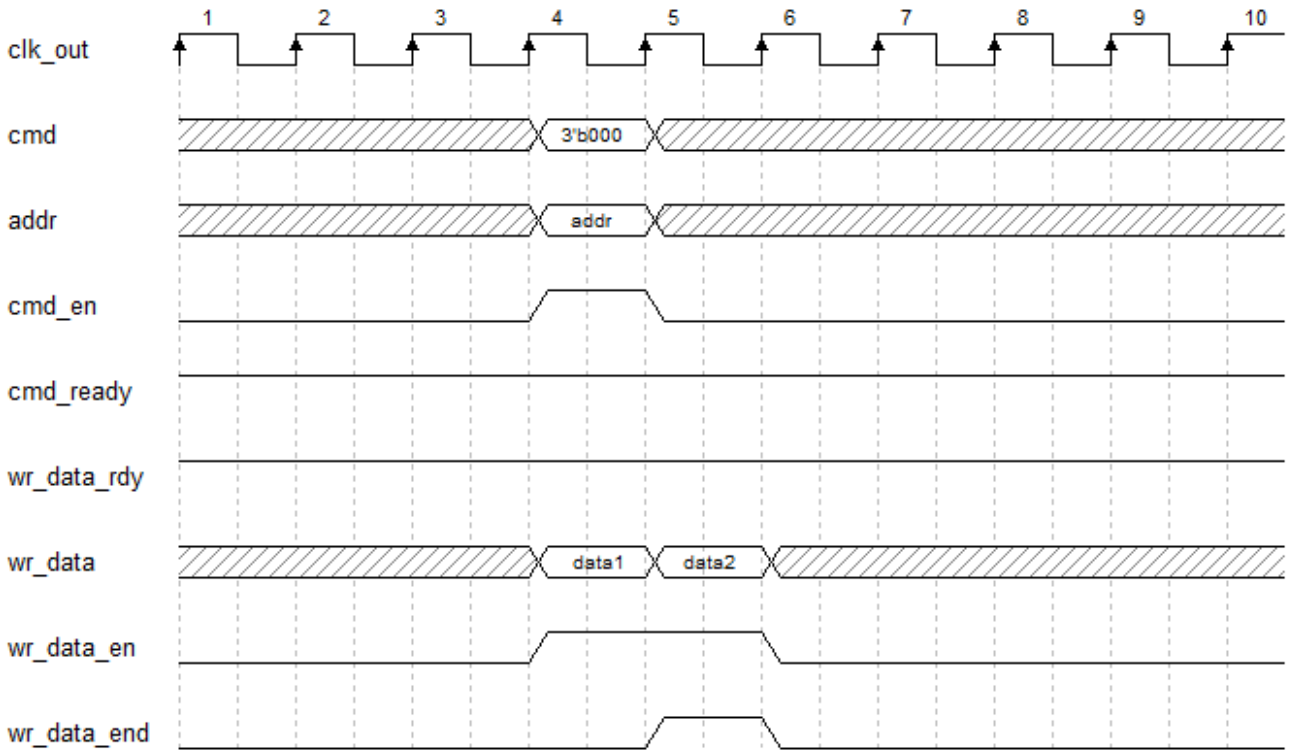 1 2 3 4 5 6 7 8 9 10
clk_out
cmd 3'b000
addr addr
cmd_en
cmd_ready
wr_data_rdy
wr_data data1 data2
wr_data_en
wr_data_end